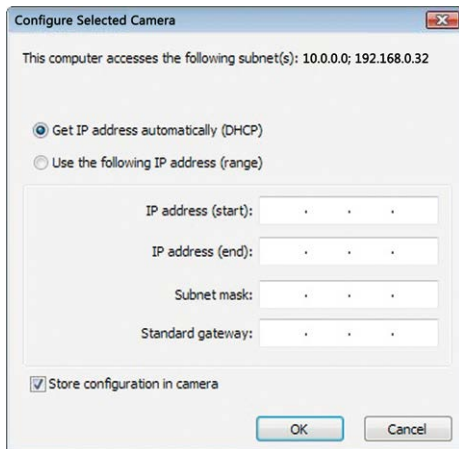 Configure Selected Camera
This computer accesses the following subnet(s): 10.0.0.0; 192.168.0.32
Get IP address automatically (DHCP)
Use the following IP address (range)
IP address (start):
IP address (end):
Subnet mask:
Standard gateway:
Store configuration in camera
OK Cancel